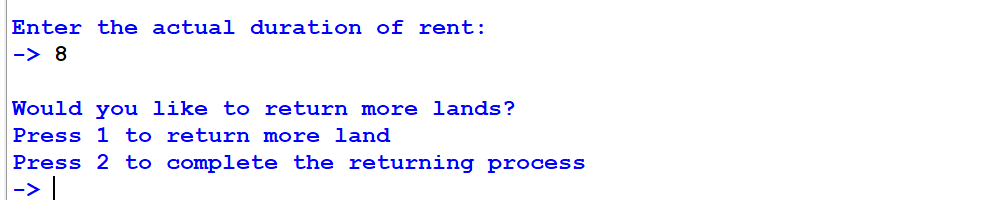 Enter the actual duration of rent:
-> 8
Would you like to return more lands?
Press 1 to return more land
Press 2 to complete the returning process
->